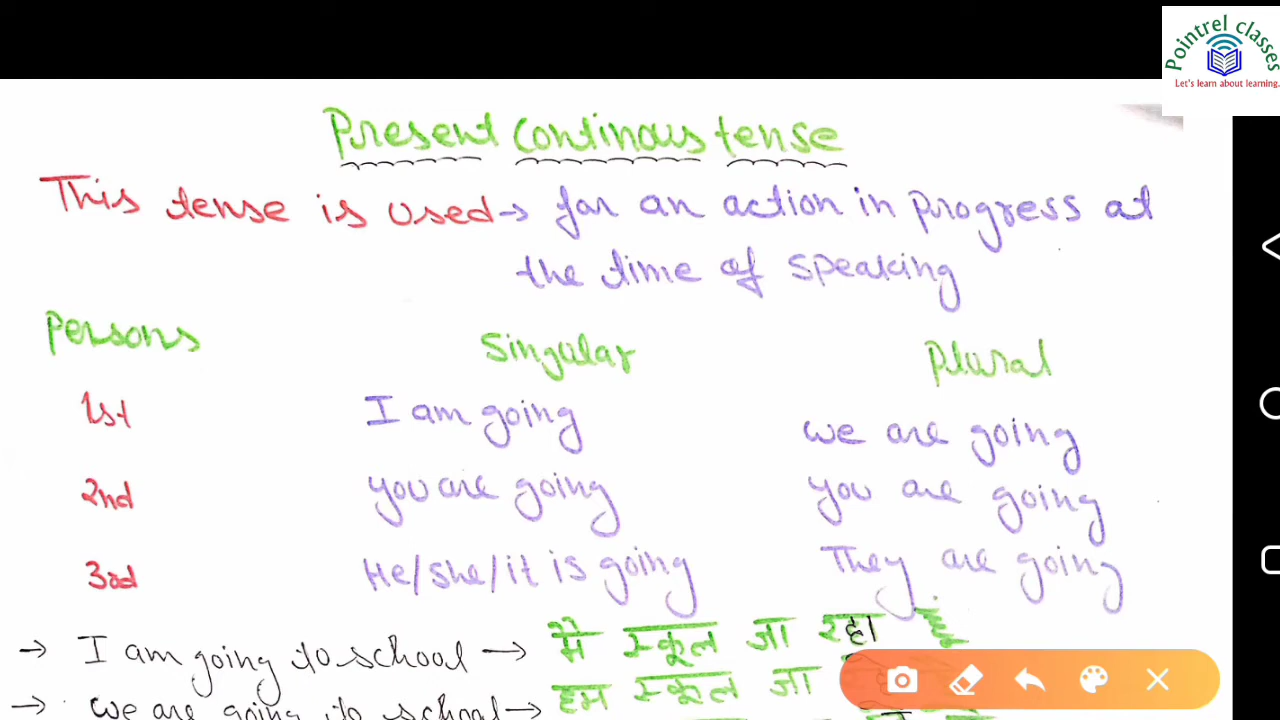 Pointrel classes
Let's learn about learning.
Present continous tense
This tense is used → for an action in progress at
the time of speaking
Persons Singular Plural
1st I am going we are going
2nd you are going you are going
3rd He/she/it is going They are going
→ I am going to school → मै स्कूल जा रहा हूँ
→ we are going to school → हम स्कूल जा